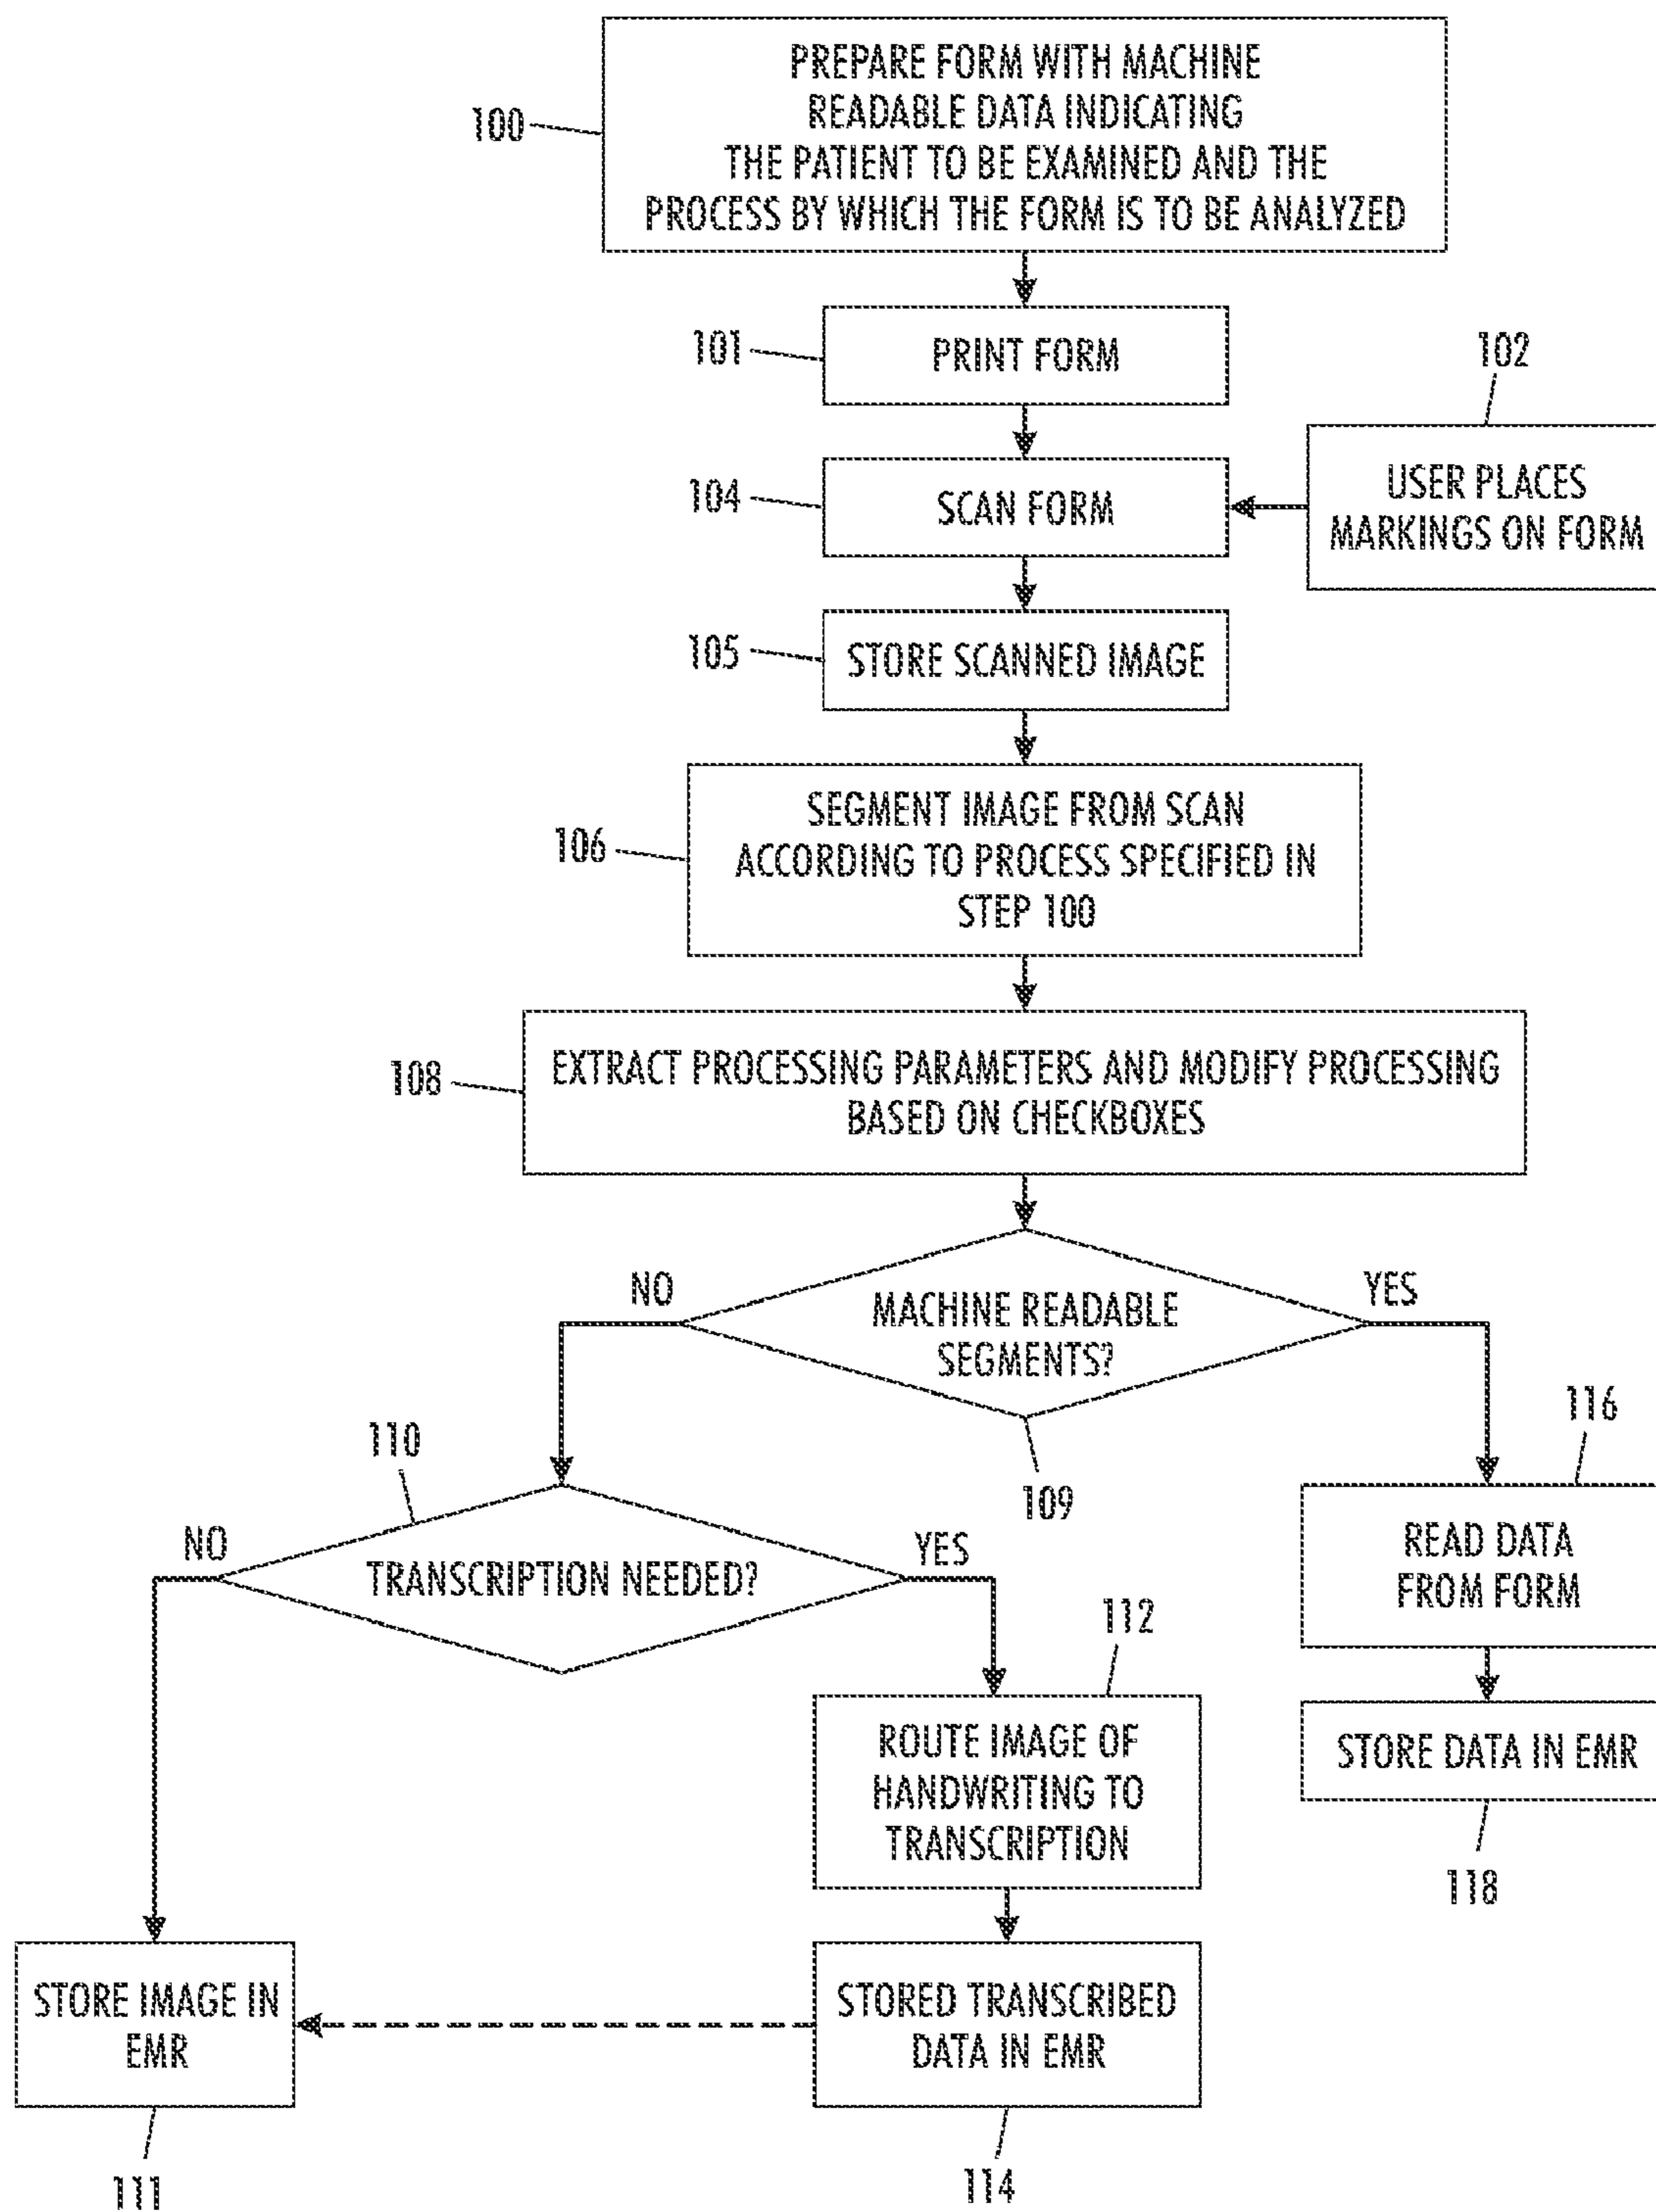 PREPARE FORM WITH MACHINE
READABLE DATA INDICATING
THE PATIENT TO BE EXAMINED AND THE
PROCESS BY WHICH THE FORM IS TO BE ANALYZED
100
101
PRINT FORM
102
104
SCAN FORM
USER PLACES
MARKINGS ON FORM
105
STORE SCANNED IMAGE
106
SEGMENT IMAGE FROM SCAN
ACCORDING TO PROCESS SPECIFIED IN
STEP 100
108
EXTRACT PROCESSING PARAMETERS AND MODIFY PROCESSING
BASED ON CHECKBOXES
NO
MACHINE READABLE
SEGMENTS?
YES
109
110
NO
TRANSCRIPTION NEEDED?
YES
116
READ DATA
FROM FORM
112
ROUTE IMAGE OF
HANDWRITING TO
TRANSCRIPTION
STORE DATA IN EMR
118
STORE IMAGE IN
EMR
STORED TRANSCRIBED
DATA IN EMR
111
114